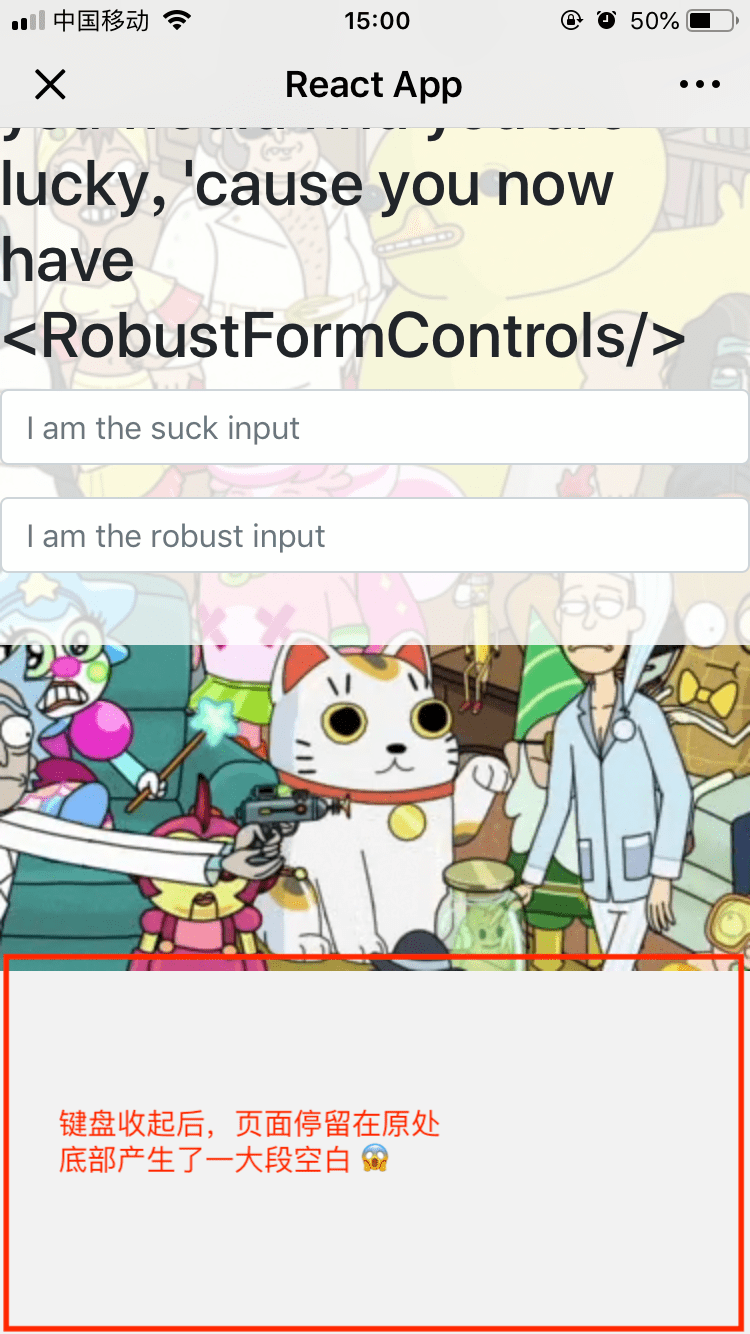 中国移动 15:00 50%
React App
lucky, 'cause you now
have
<RobustFormControls/>
I am the suck input
I am the robust input
键盘收起后，页面停留在原处
底部产生了一大段空白 😱